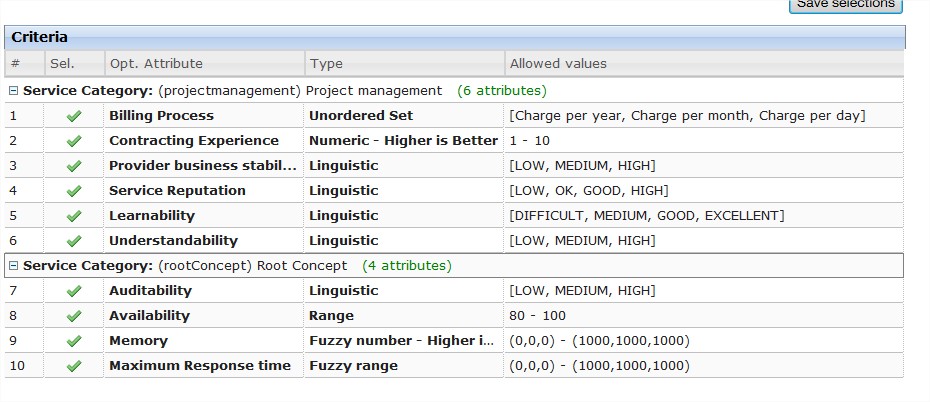 Save selections
Criteria
# Sel. Opt. Attribute Type Allowed values
Service Category: (projectmanagement) Project management (6 attributes)
1 Billing Process Unordered Set [Charge per year, Charge per month, Charge per day]
2 Contracting Experience Numeric - Higher is Better 1 - 10
3 Provider business stabil... Linguistic [LOW, MEDIUM, HIGH]
4 Service Reputation Linguistic [LOW, OK, GOOD, HIGH]
5 Learnability Linguistic [DIFFICULT, MEDIUM, GOOD, EXCELLENT]
6 Understandability Linguistic [LOW, MEDIUM, HIGH]
Service Category: (rootConcept) Root Concept (4 attributes)
7 Auditability Linguistic [LOW, MEDIUM, HIGH]
8 Availability Range 80 - 100
9 Memory Fuzzy number - Higher i... (0,0,0) - (1000,1000,1000)
10 Maximum Response time Fuzzy range (0,0,0) - (1000,1000,1000)